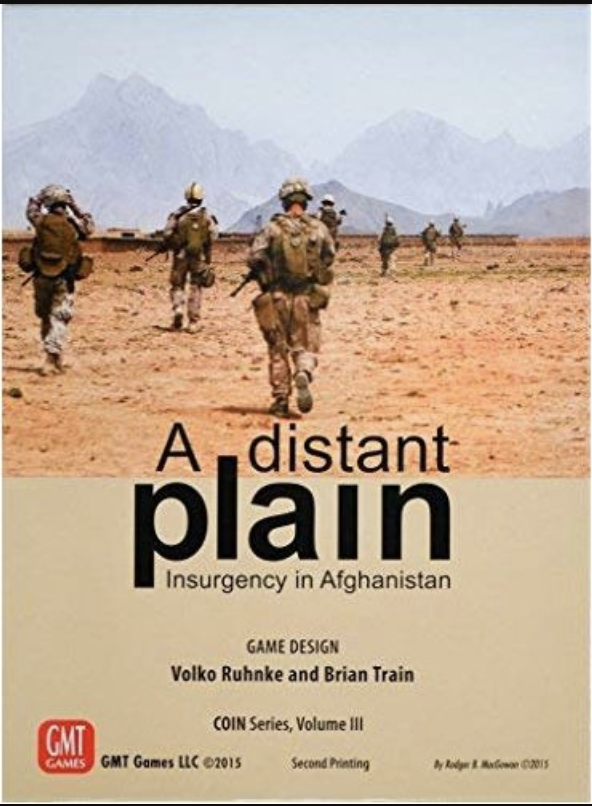 A distant
plain
Insurgency in Afghanistan
GAME DESIGN
Volko Ruhnke and Brian Train
COIN Series, Volume III
GMT
GAMES
GMT Games LLC ©2015 Second Printing By Rodger B. MacGowan ©2015